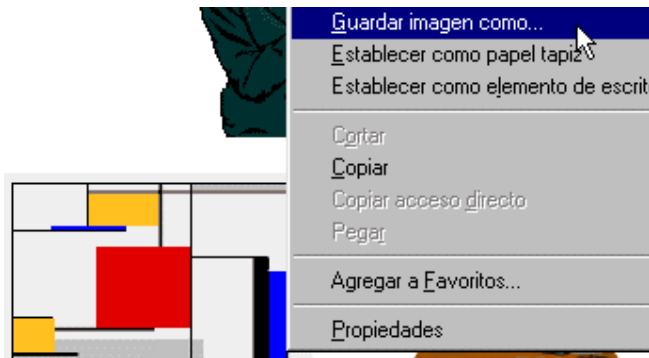 Guardar imagen como...
Establecer como papel tapiz
Establecer como elemento de escrit
Cortar
Copiar
Copiar acceso directo
Pegar
Agregar a Favoritos...
Propiedades